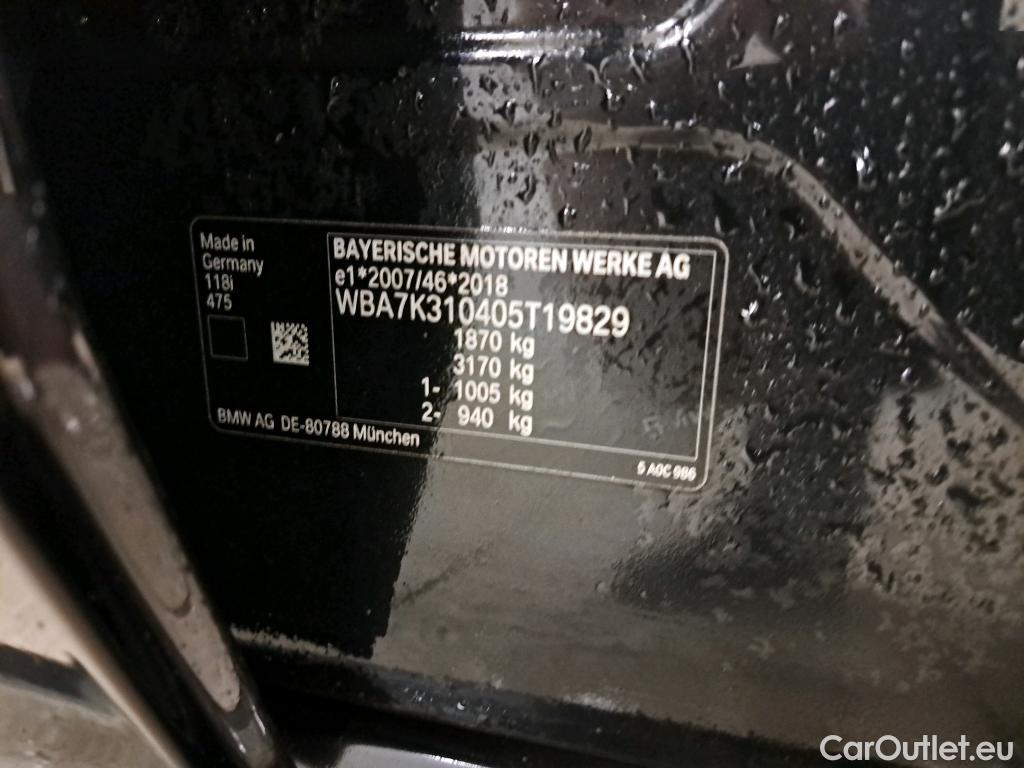 Made in
Germany
118i
475
BAYERISCHE MOTOREN WERKE AG
e1*2007/46*2018
WBA7K310405T19829
1870 kg
3170 kg
1- 1005 kg
2- 940 kg
BMW AG DE-80788 München
5 A0C 986
CarOutlet.eu